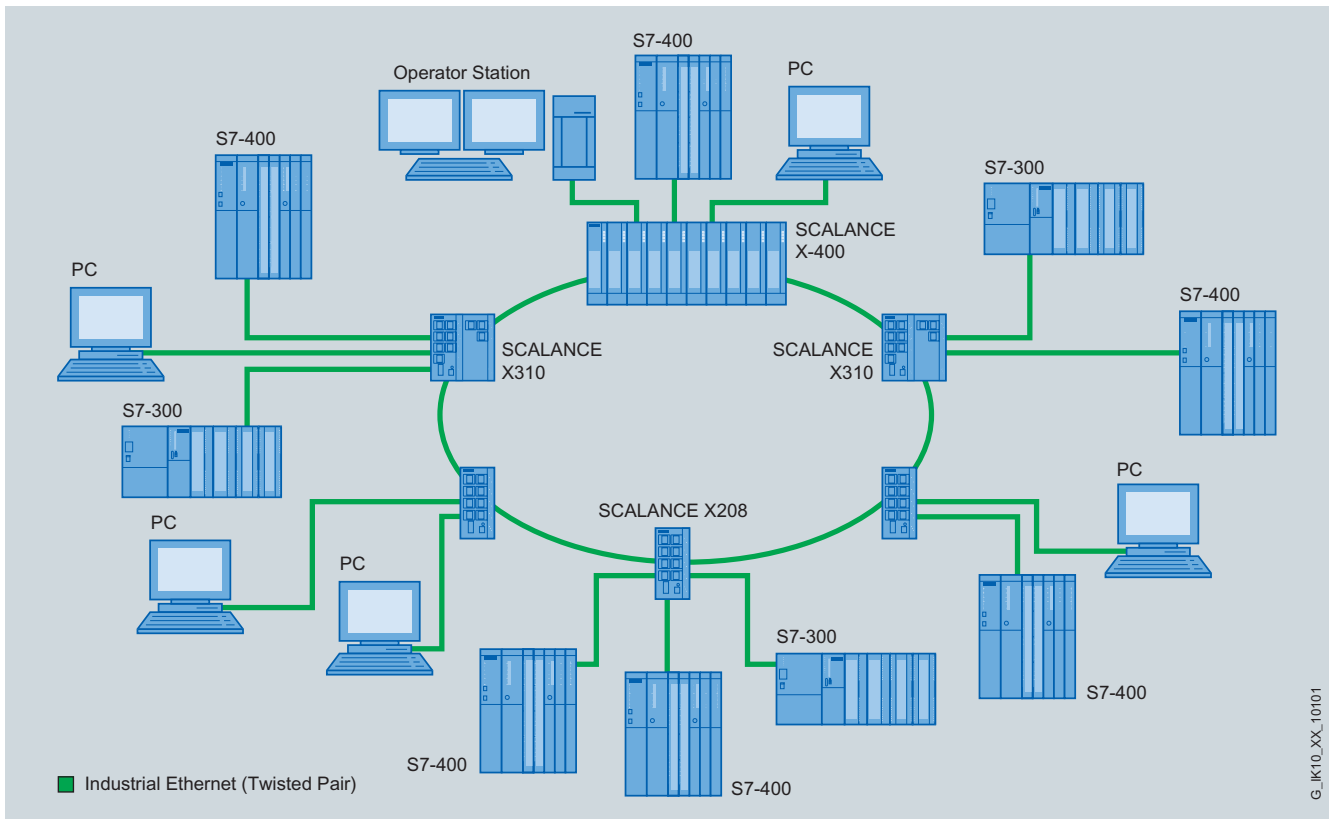 S7-400
Operator Station
PC
S7-400
SCALANCE
X-400
S7-300
PC
S7-400
SCALANCE
X310
SCALANCE
X310
S7-300
PC
SCALANCE X208
PC
PC
S7-300
S7-400
S7-400
S7-400
Industrial Ethernet (Twisted Pair)
G_IK10_XX_10101